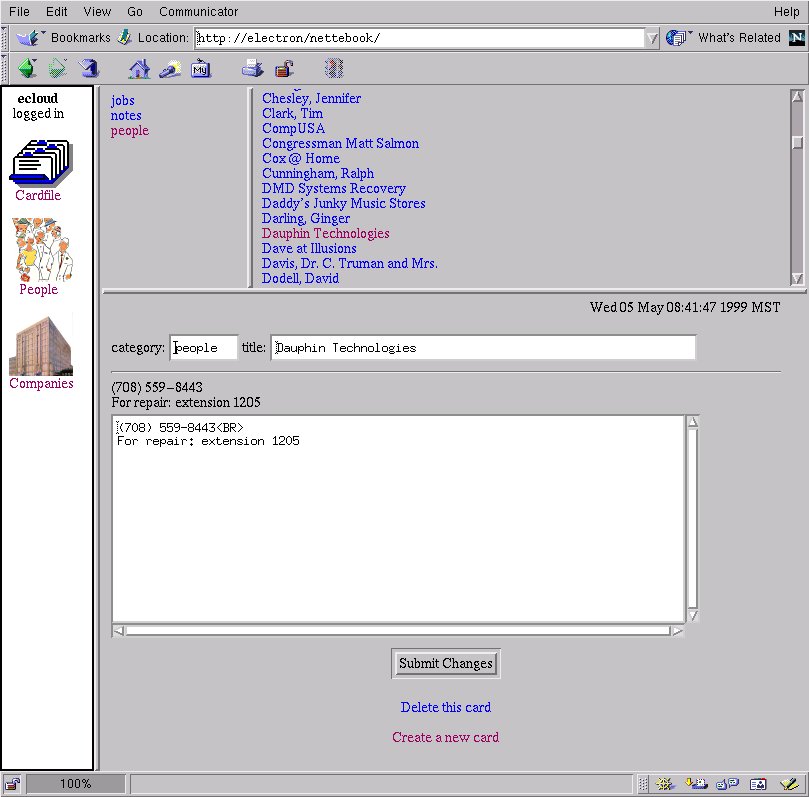 File Edit View Go Communicator Help
Bookmarks Location: http://electron/nettebook/ What's Related N
My
ecloud
logged in
Cardfile
People
Companies
jobs
notes
people
Chesley, Jennifer
Clark, Tim
CompUSA
Congressman Matt Salmon
Cox @ Home
Cunningham, Ralph
DMD Systems Recovery
Daddy's Junky Music Stores
Darling, Ginger
Dauphin Technologies
Dave at Illusions
Davis, Dr. C. Truman and Mrs.
Dodell, David
Wed 05 May 08:41:47 1999 MST
category: people title: Dauphin Technologies
(708) 559-8443
For repair: extension 1205
(708) 559-8443<BR>
For repair: extension 1205
Submit Changes
Delete this card
Create a new card
100%